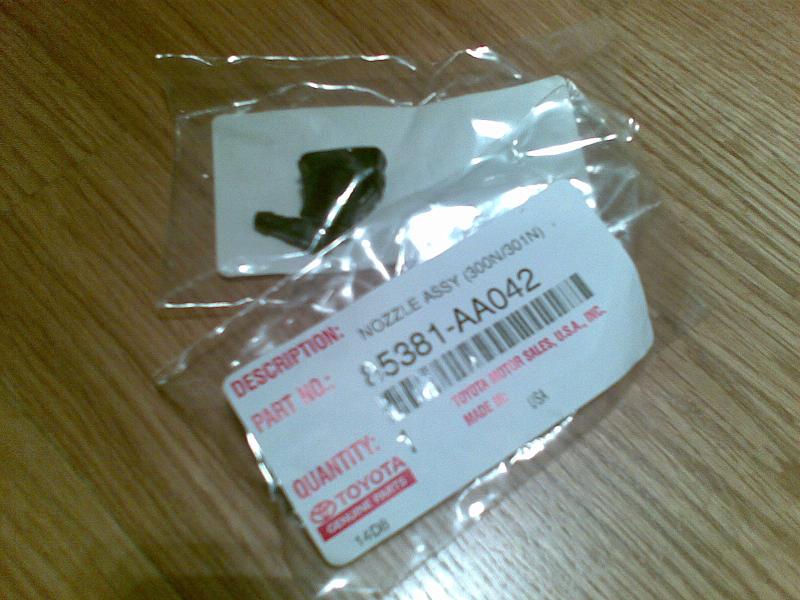 DESCRIPTION: NOZZLE ASSY (300N/301N)
PART NO.: 85381-AA042
TOYOTA MOTOR SALES, U.S.A., INC.
MADE IN: USA
QUANTITY: 1
TOYOTA
GENUINE PARTS
14D8